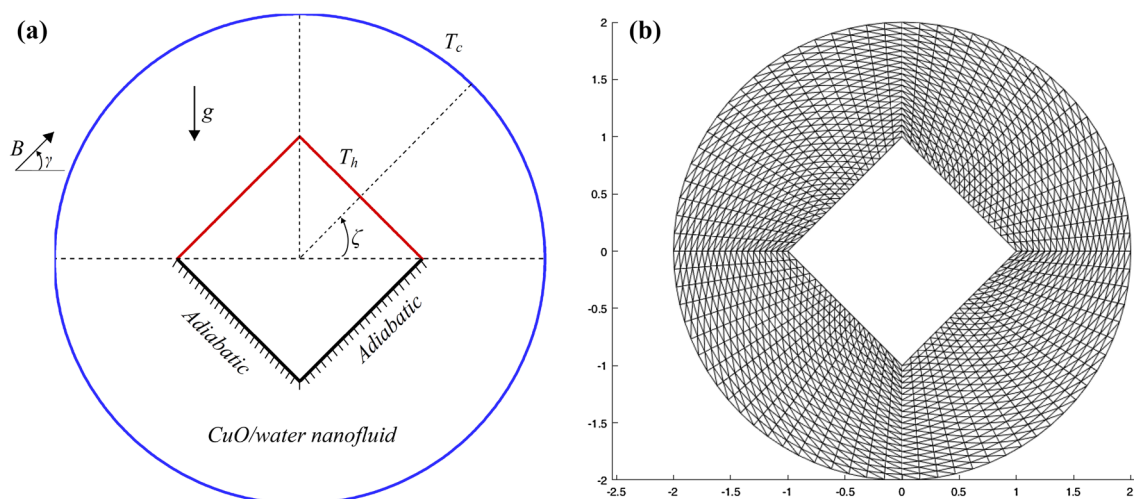 (a)
T_c
g
B
γ
T_h
ζ
Adiabatic
Adiabatic
CuO/water nanofluid
(b)
2
1.5
1
0.5
0
-0.5
-1
-1.5
-2
-2.5 -2 -1.5 -1 -0.5 0 0.5 1 1.5 2